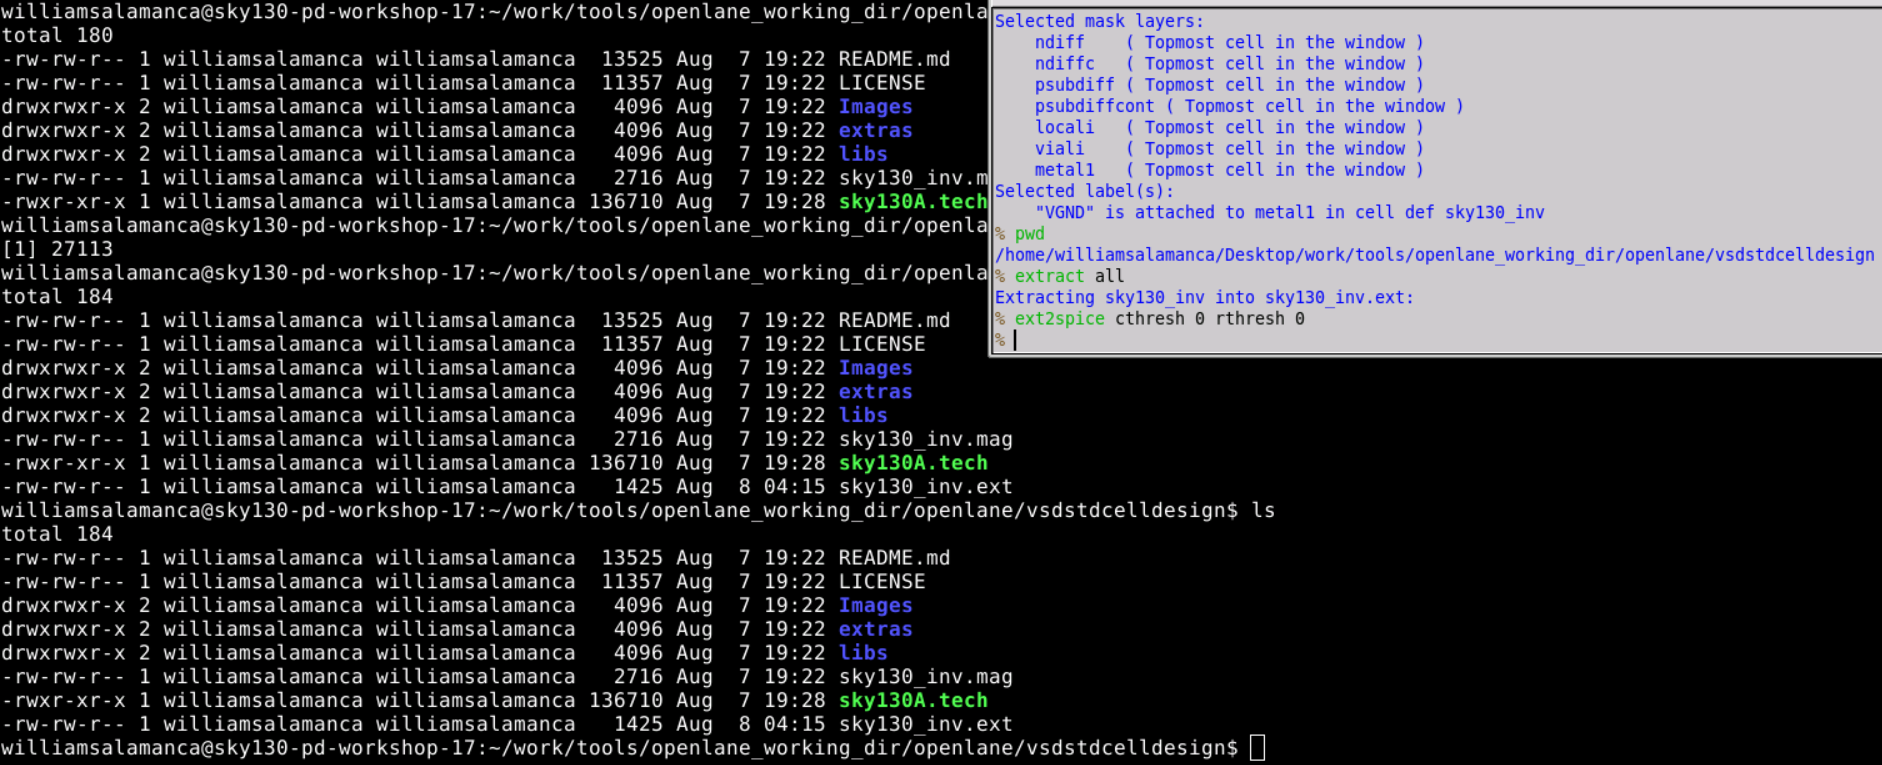 williamsalamanca@sky130-pd-workshop-17:~/work/tools/openlane_working_dir/openla
total 180
-rw-rw-r-- 1 williamsalamanca williamsalamanca  13525 Aug  7 19:22 README.md
-rw-rw-r-- 1 williamsalamanca williamsalamanca  11357 Aug  7 19:22 LICENSE
drwxrwxr-x 2 williamsalamanca williamsalamanca   4096 Aug  7 19:22 Images
drwxrwxr-x 2 williamsalamanca williamsalamanca   4096 Aug  7 19:22 extras
drwxrwxr-x 2 williamsalamanca williamsalamanca   4096 Aug  7 19:22 libs
-rw-rw-r-- 1 williamsalamanca williamsalamanca   2716 Aug  7 19:22 sky130_inv.m
-rwxr-xr-x 1 williamsalamanca williamsalamanca 136710 Aug  7 19:28 sky130A.tech
williamsalamanca@sky130-pd-workshop-17:~/work/tools/openlane_working_dir/openla
[1] 27113
williamsalamanca@sky130-pd-workshop-17:~/work/tools/openlane_working_dir/openla
total 184
-rw-rw-r-- 1 williamsalamanca williamsalamanca  13525 Aug  7 19:22 README.md
-rw-rw-r-- 1 williamsalamanca williamsalamanca  11357 Aug  7 19:22 LICENSE
drwxrwxr-x 2 williamsalamanca williamsalamanca   4096 Aug  7 19:22 Images
drwxrwxr-x 2 williamsalamanca williamsalamanca   4096 Aug  7 19:22 extras
drwxrwxr-x 2 williamsalamanca williamsalamanca   4096 Aug  7 19:22 libs
-rw-rw-r-- 1 williamsalamanca williamsalamanca   2716 Aug  7 19:22 sky130_inv.mag
-rwxr-xr-x 1 williamsalamanca williamsalamanca 136710 Aug  7 19:28 sky130A.tech
-rw-rw-r-- 1 williamsalamanca williamsalamanca   1425 Aug  8 04:15 sky130_inv.ext
williamsalamanca@sky130-pd-workshop-17:~/work/tools/openlane_working_dir/openlane/vsdstdcelldesign$ ls
total 184
-rw-rw-r-- 1 williamsalamanca williamsalamanca  13525 Aug  7 19:22 README.md
-rw-rw-r-- 1 williamsalamanca williamsalamanca  11357 Aug  7 19:22 LICENSE
drwxrwxr-x 2 williamsalamanca williamsalamanca   4096 Aug  7 19:22 Images
drwxrwxr-x 2 williamsalamanca williamsalamanca   4096 Aug  7 19:22 extras
drwxrwxr-x 2 williamsalamanca williamsalamanca   4096 Aug  7 19:22 libs
-rw-rw-r-- 1 williamsalamanca williamsalamanca   2716 Aug  7 19:22 sky130_inv.mag
-rwxr-xr-x 1 williamsalamanca williamsalamanca 136710 Aug  7 19:28 sky130A.tech
-rw-rw-r-- 1 williamsalamanca williamsalamanca   1425 Aug  8 04:15 sky130_inv.ext
williamsalamanca@sky130-pd-workshop-17:~/work/tools/openlane_working_dir/openlane/vsdstdcelldesign$
Selected mask layers:
    ndiff    ( Topmost cell in the window )
    ndiffc   ( Topmost cell in the window )
    psubdiff ( Topmost cell in the window )
    psubdiffcont ( Topmost cell in the window )
    locali   ( Topmost cell in the window )
    viali    ( Topmost cell in the window )
    metal1   ( Topmost cell in the window )
Selected label(s):
    "VGND" is attached to metal1 in cell def sky130_inv
% pwd
/home/williamsalamanca/Desktop/work/tools/openlane_working_dir/openlane/vsdstdcelldesign
% extract all
Extracting sky130_inv into sky130_inv.ext:
% ext2spice cthresh 0 rthresh 0
%